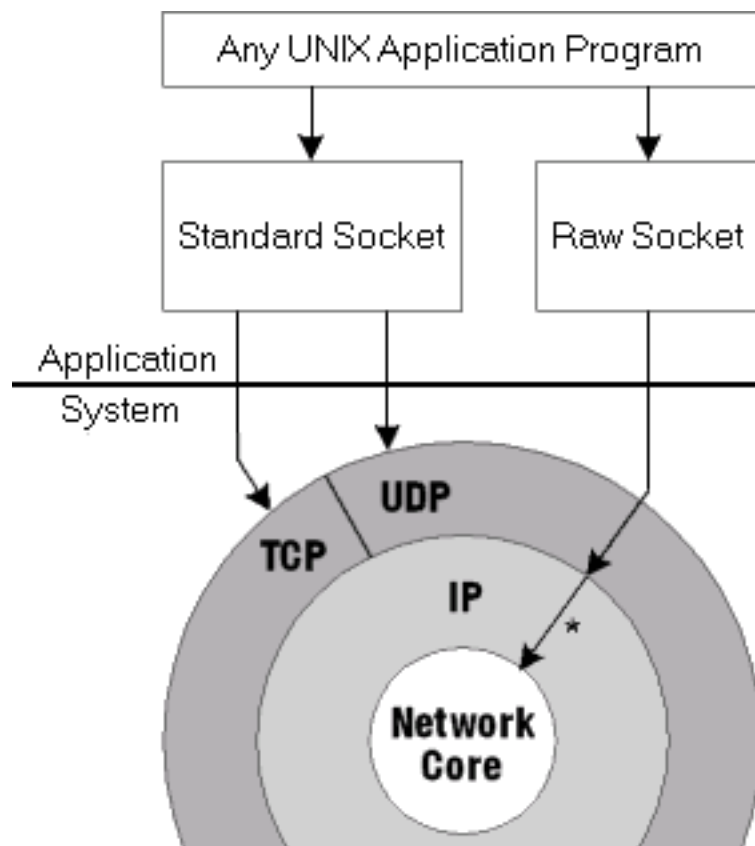 Any UNIX Application Program
Standard Socket
Raw Socket
Application
System
UDP
TCP
IP
*
Network
Core